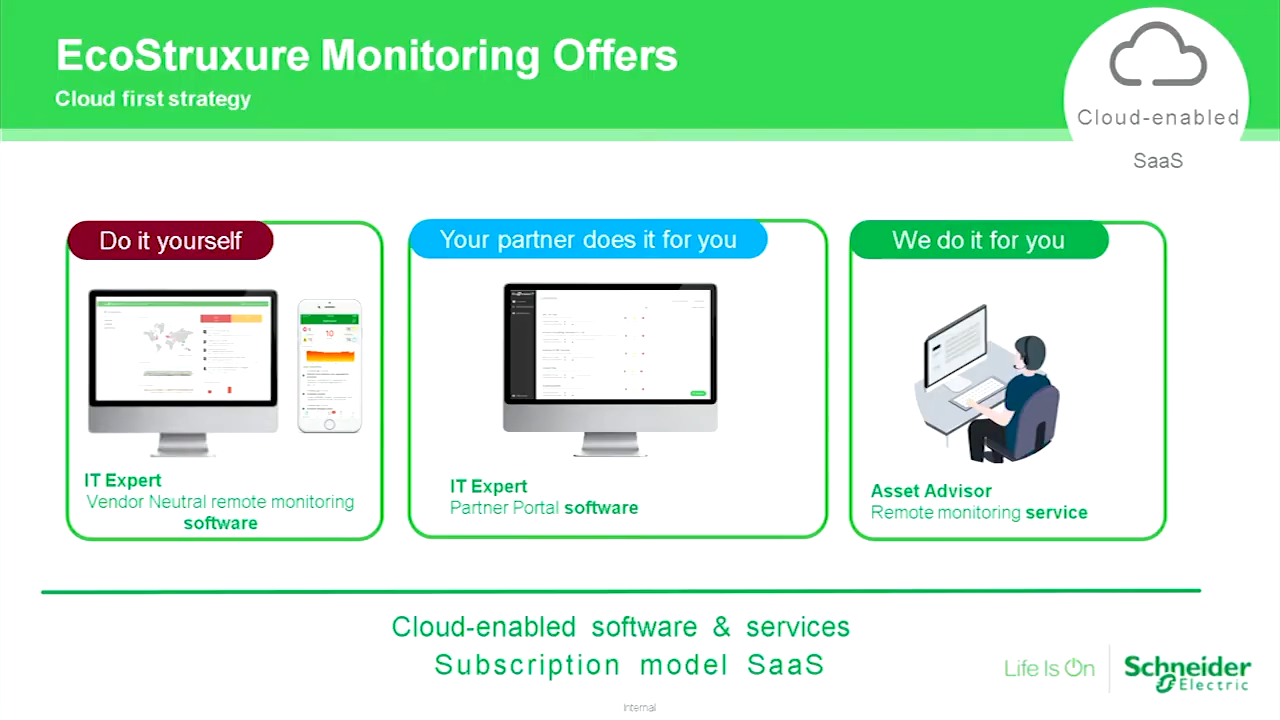 EcoStruxure Monitoring Offers
Cloud first strategy
Cloud-enabled
SaaS
Do it yourself
Your partner does it for you
We do it for you
10
IT Expert
Vendor Neutral remote monitoring
software
IT Expert
Partner Portal software
Asset Advisor
Remote monitoring service
Cloud-enabled software & services
Subscription model SaaS
Life Is On
Schneider
Electric
Internal